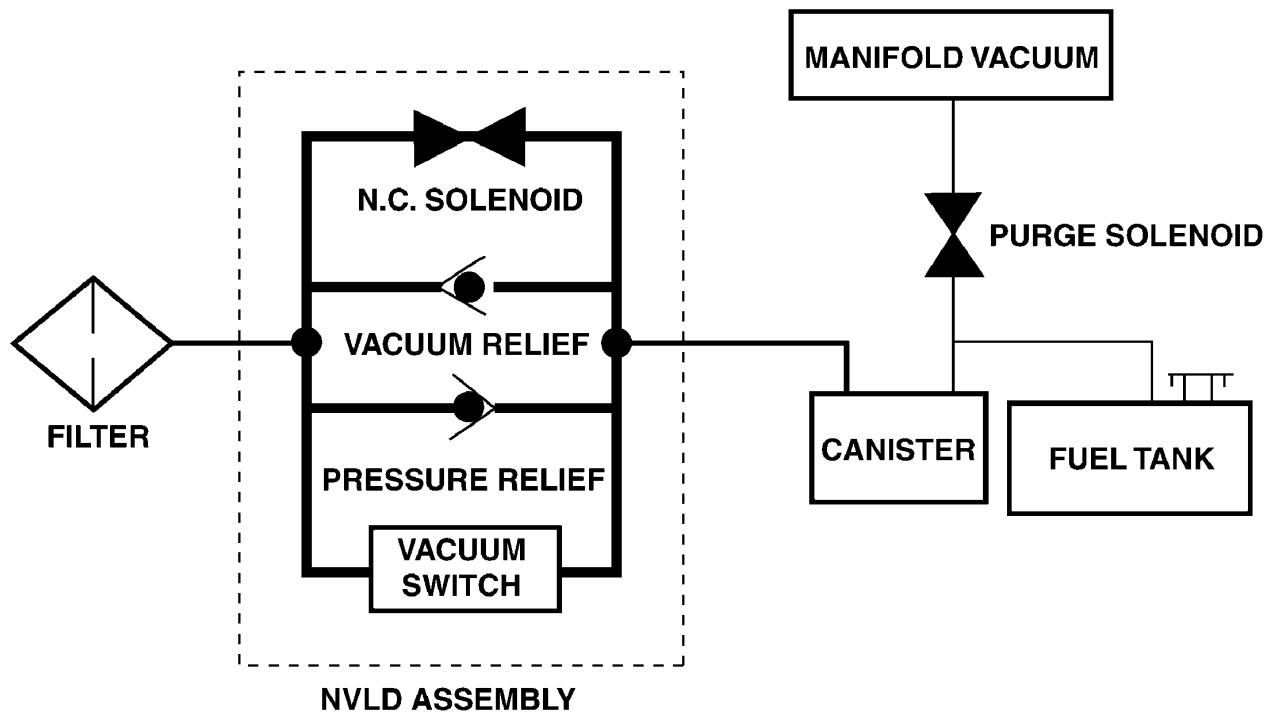 MANIFOLD VACUUM
N.C. SOLENOID
PURGE SOLENOID
VACUUM RELIEF
FILTER
CANISTER
FUEL TANK
PRESSURE RELIEF
VACUUM
SWITCH
NVLD ASSEMBLY